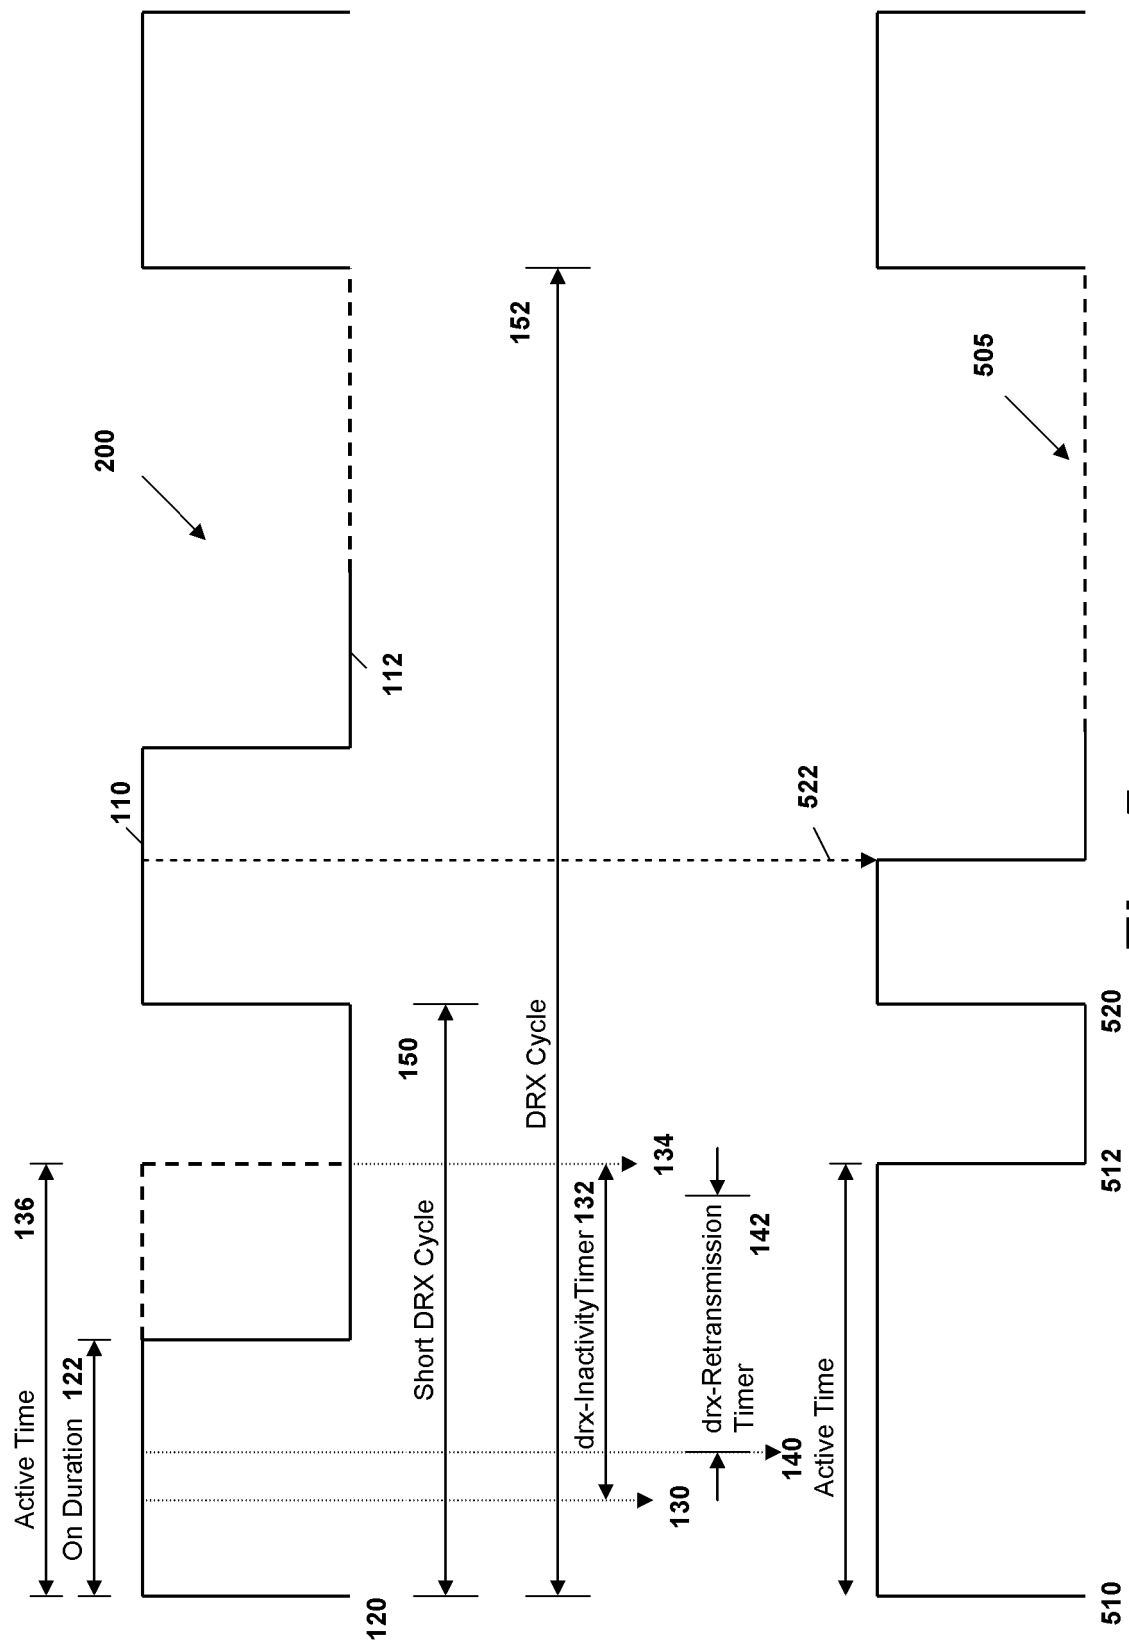 Active Time
136
On Duration 122
120
110
200
112
Short DRX Cycle
150
DRX Cycle
152
drx-InactivityTimer 132
130
134
drx-Retransmission
Timer
140
142
Active Time
522
505
510
512
520